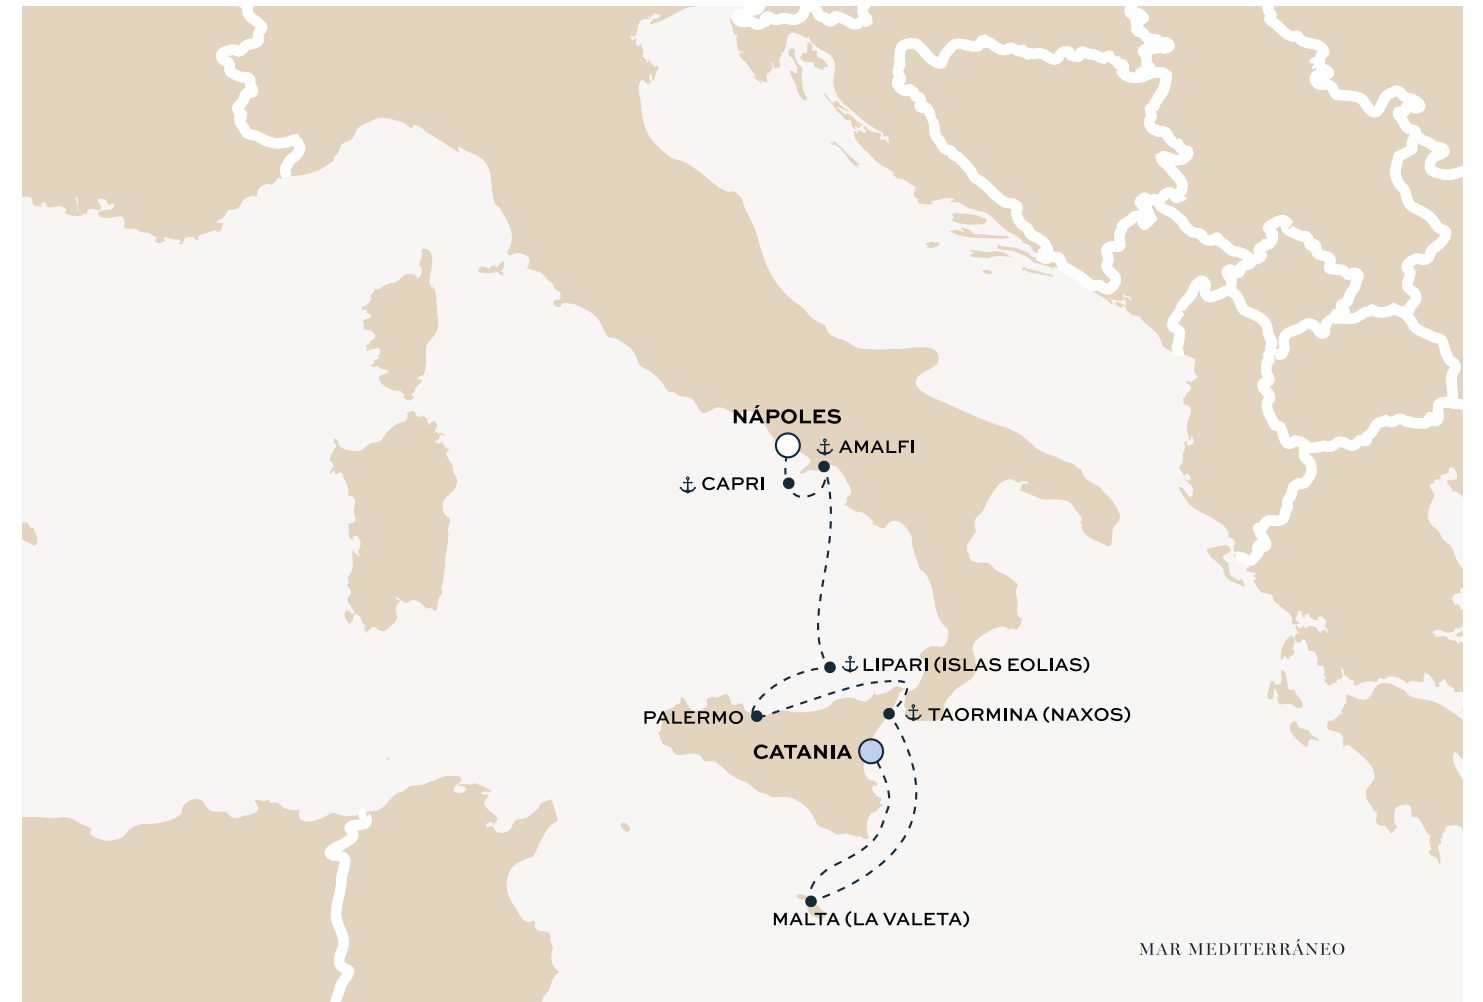 NÁPOLES
AMALFI
CAPRI
LIPARI (ISLAS EOLIAS)
PALERMO
TAORMINA (NAXOS)
CATANIA
MALTA (LA VALETA)
MAR MEDITERRÁNEO